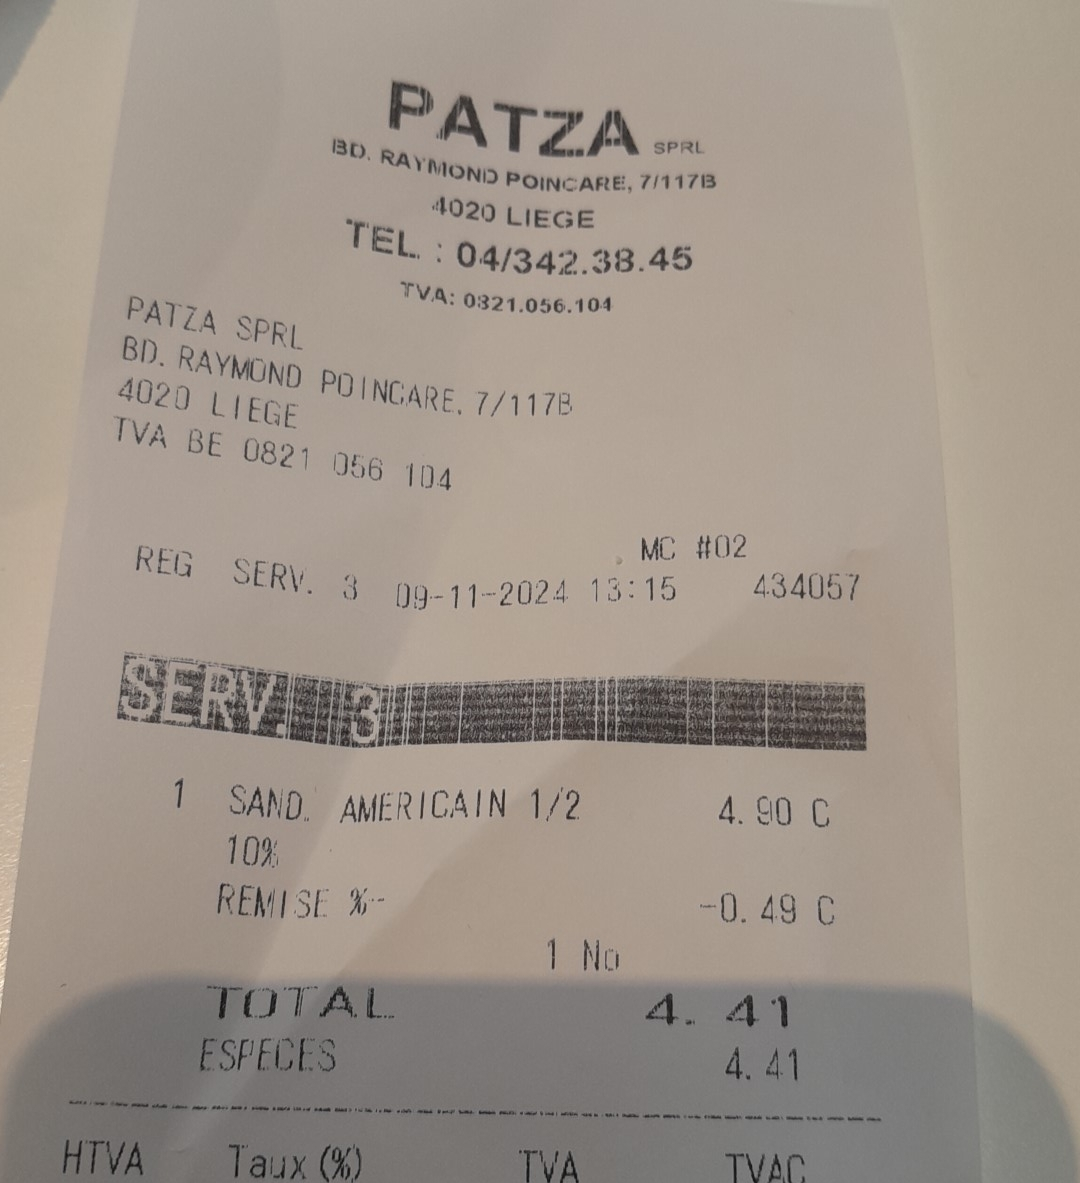 PATZA SPRL
BD. RAYMOND POINCARE, 7/117B
4020 LIEGE
TEL. : 04/342.38.45
TVA: 0821.056.104
PATZA SPRL
BD. RAYMOND POINCARE, 7/117B
4020 LIEGE
TVA BE 0821 056 104
MC #02
REG SERV. 3 09-11-2024 13:15 434057
SERV. 3
1 SAND. AMERICAIN 1/2 4.90 C
10%
REMISE %- -0.49 C
1 No
TOTAL 4.41
ESPECES 4.41
HTVA Taux (%) TVA TVAC